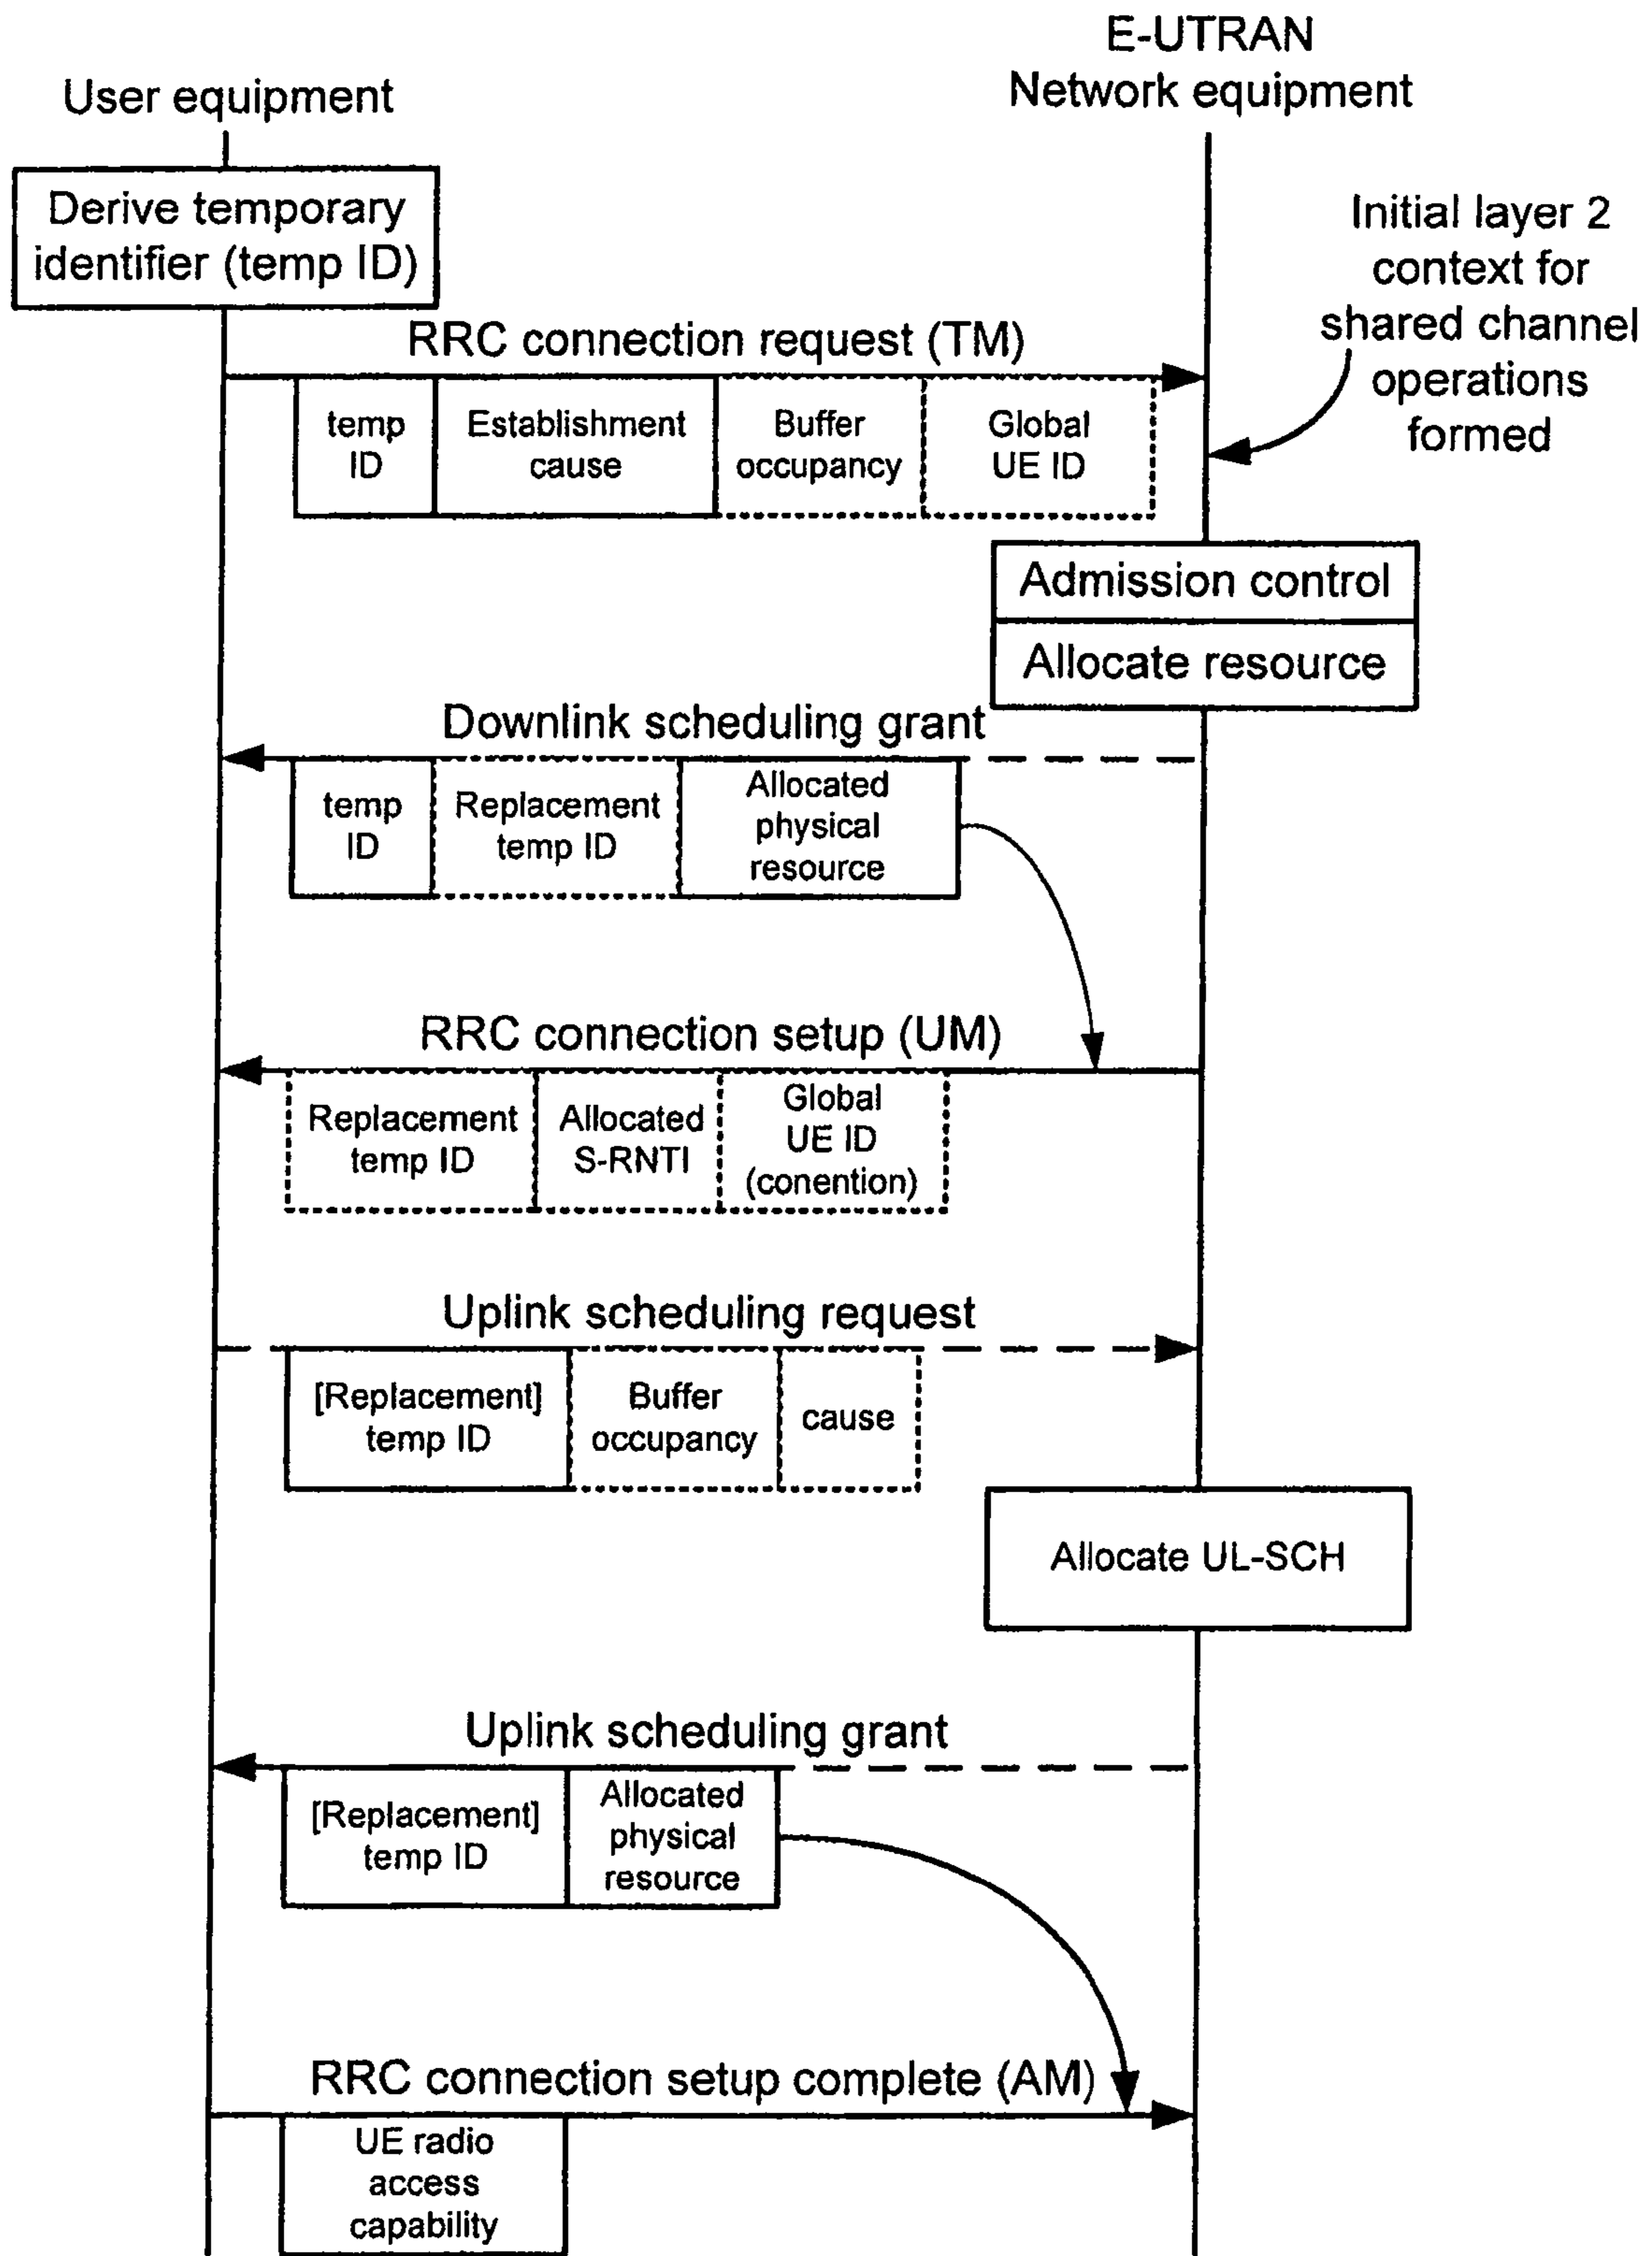 E-UTRAN
Network equipment
User equipment
Derive temporary
identifier (temp ID)
Initial layer 2
context for
shared channel
operations
formed
RRC connection request (TM)
temp
ID
Establishment
cause
Buffer
occupancy
Global
UE ID
Admission control
Allocate resource
Downlink scheduling grant
temp
ID
Replacement
temp ID
Allocated
physical
resource
RRC connection setup (UM)
Replacement
temp ID
Allocated
S-RNTI
Global
UE ID
(conention)
Uplink scheduling request
[Replacement]
temp ID
Buffer
occupancy
cause
Allocate UL-SCH
Uplink scheduling grant
[Replacement]
temp ID
Allocated
physical
resource
RRC connection setup complete (AM)
UE radio
access
capability